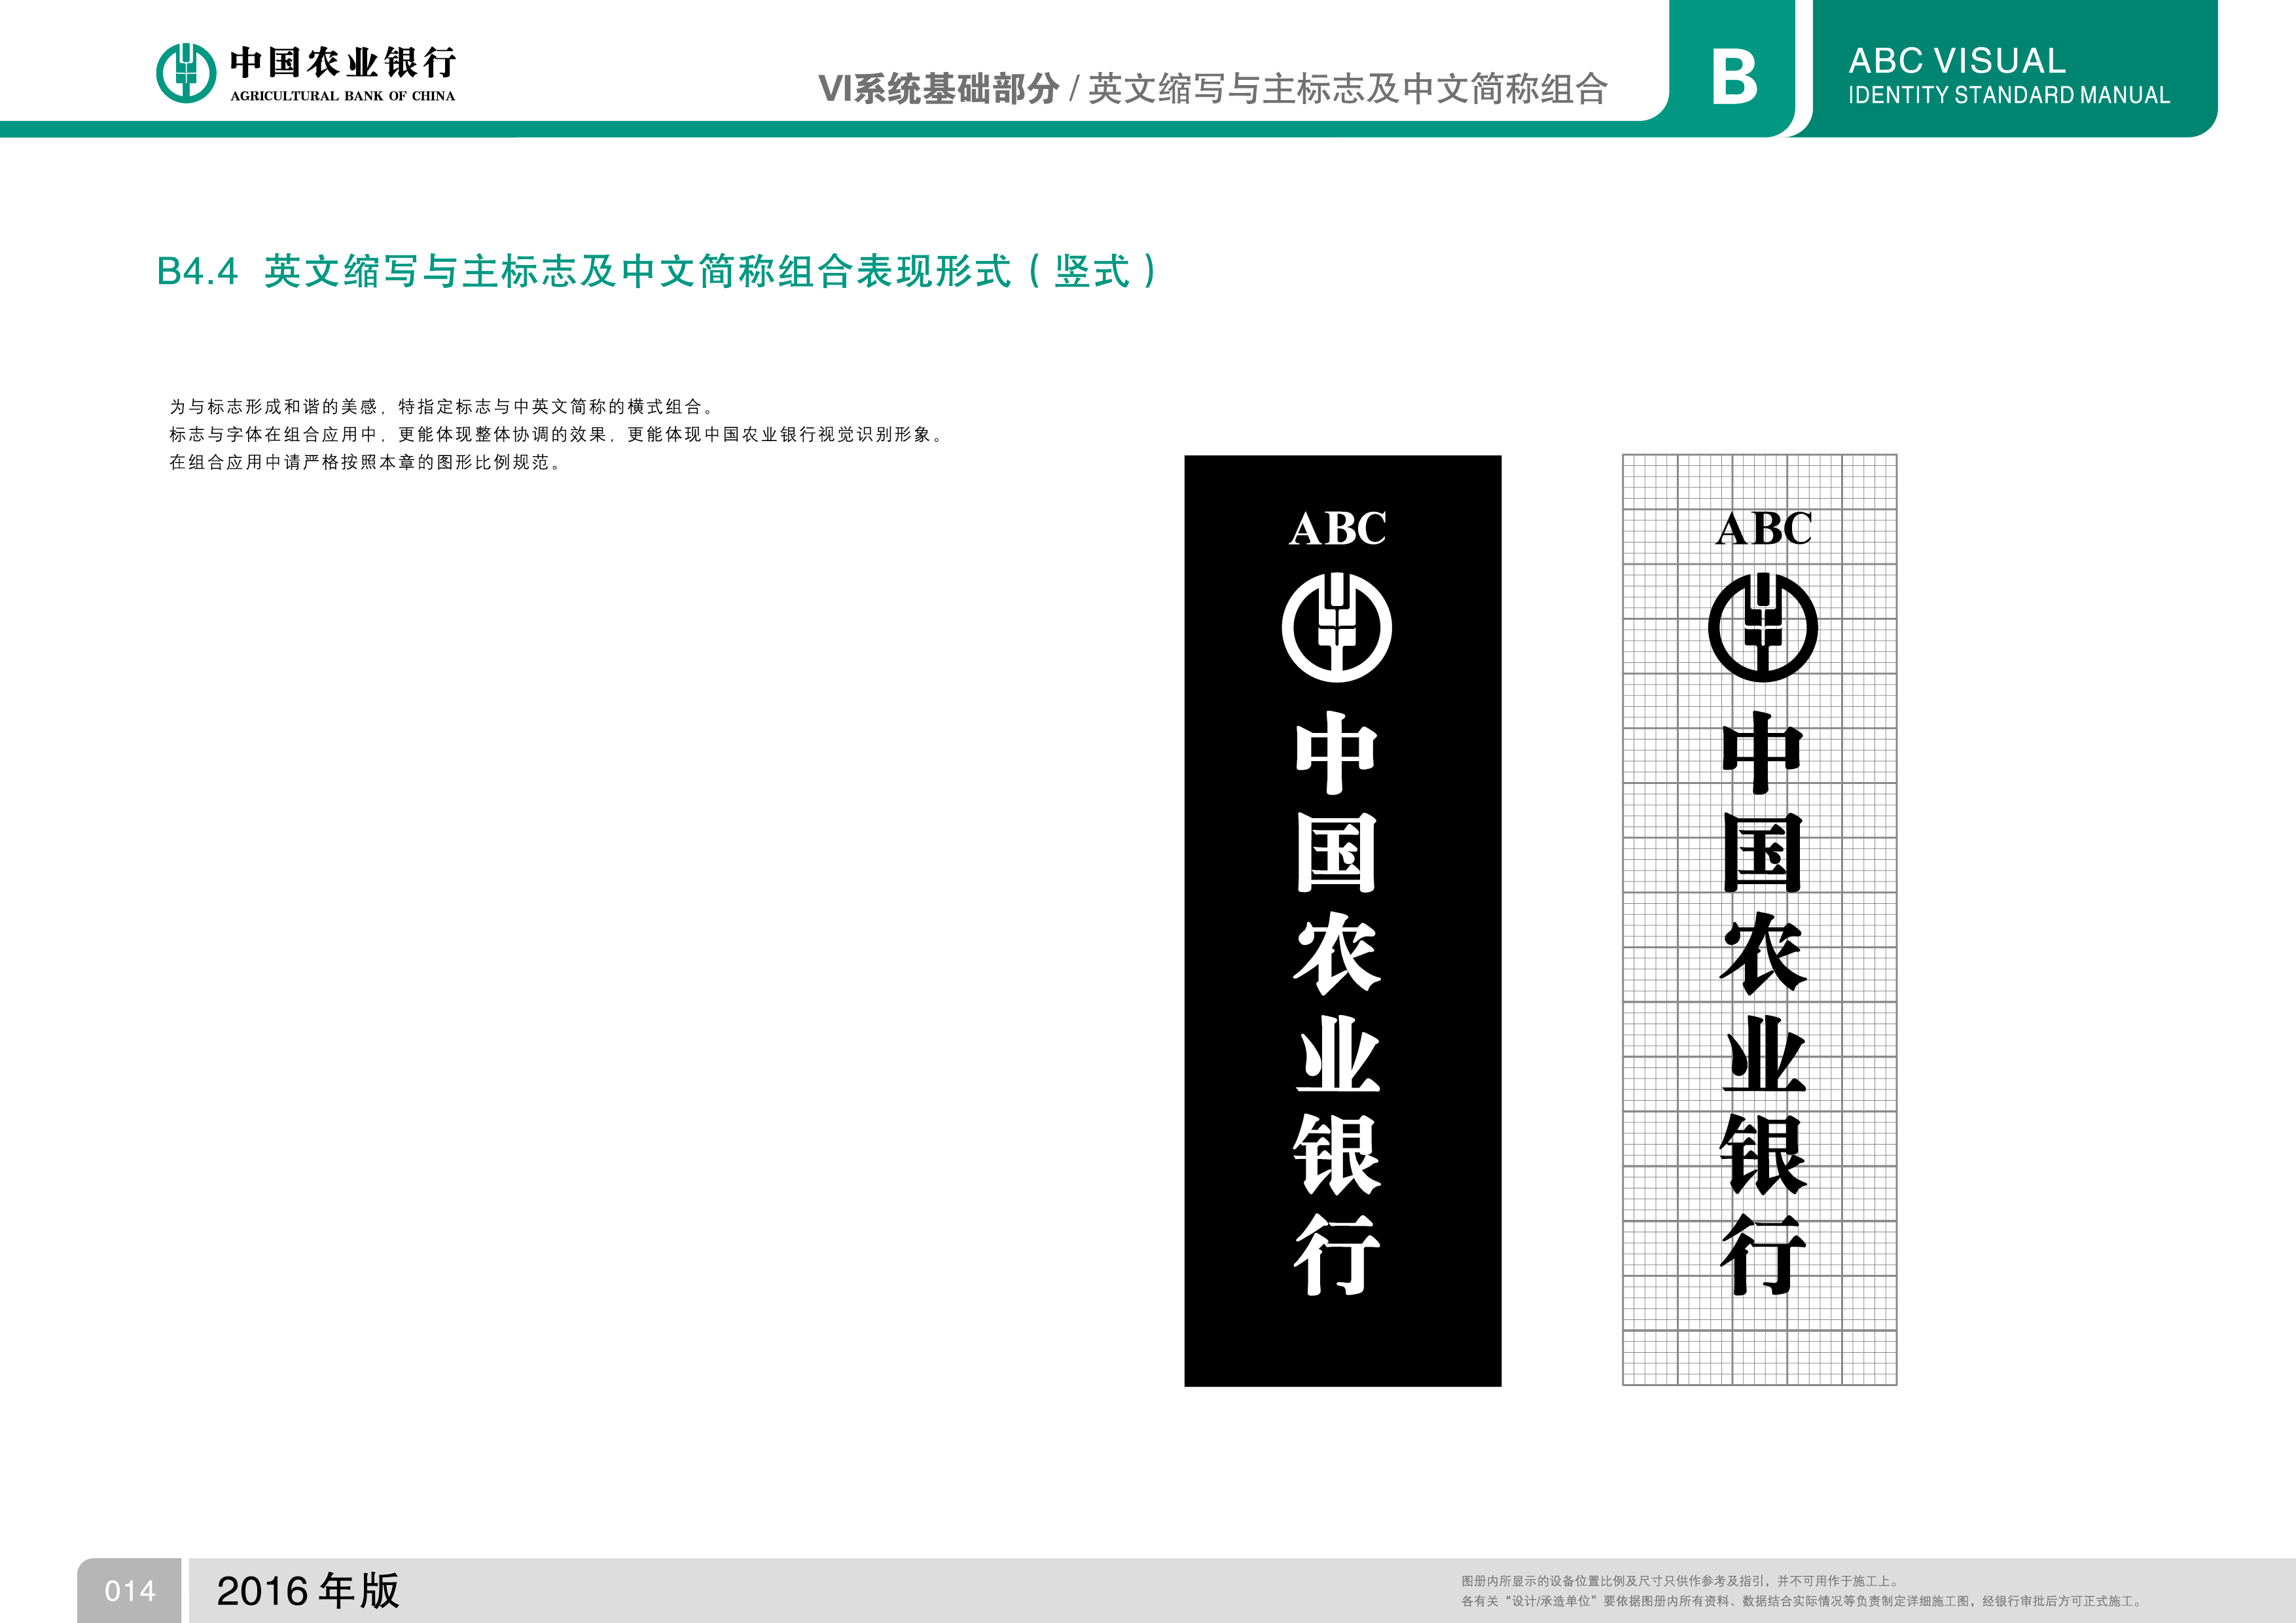 中国农业银行
AGRICULTURAL BANK OF CHINA
VI系统基础部分 / 英文缩写与主标志及中文简称组合
B
ABC VISUAL
IDENTITY STANDARD MANUAL
B4.4 英文缩写与主标志及中文简称组合表现形式（竖式）
为与标志形成和谐的美感，特指定标志与中英文简称的横式组合。
标志与字体在组合应用中，更能体现整体协调的效果，更能体现中国农业银行视觉识别形象。
在组合应用中请严格按照本章的图形比例规范。
ABC
中国农业银行
ABC
中国农业银行
014
2016 年版
图册内所显示的设备位置比例及尺寸只供作参考及指引，并不可用作于施工上。
各有关“设计/承造单位”要依据图册内所有资料、数据结合实际情况等负责制定详细施工图，经银行审批后方可正式施工。